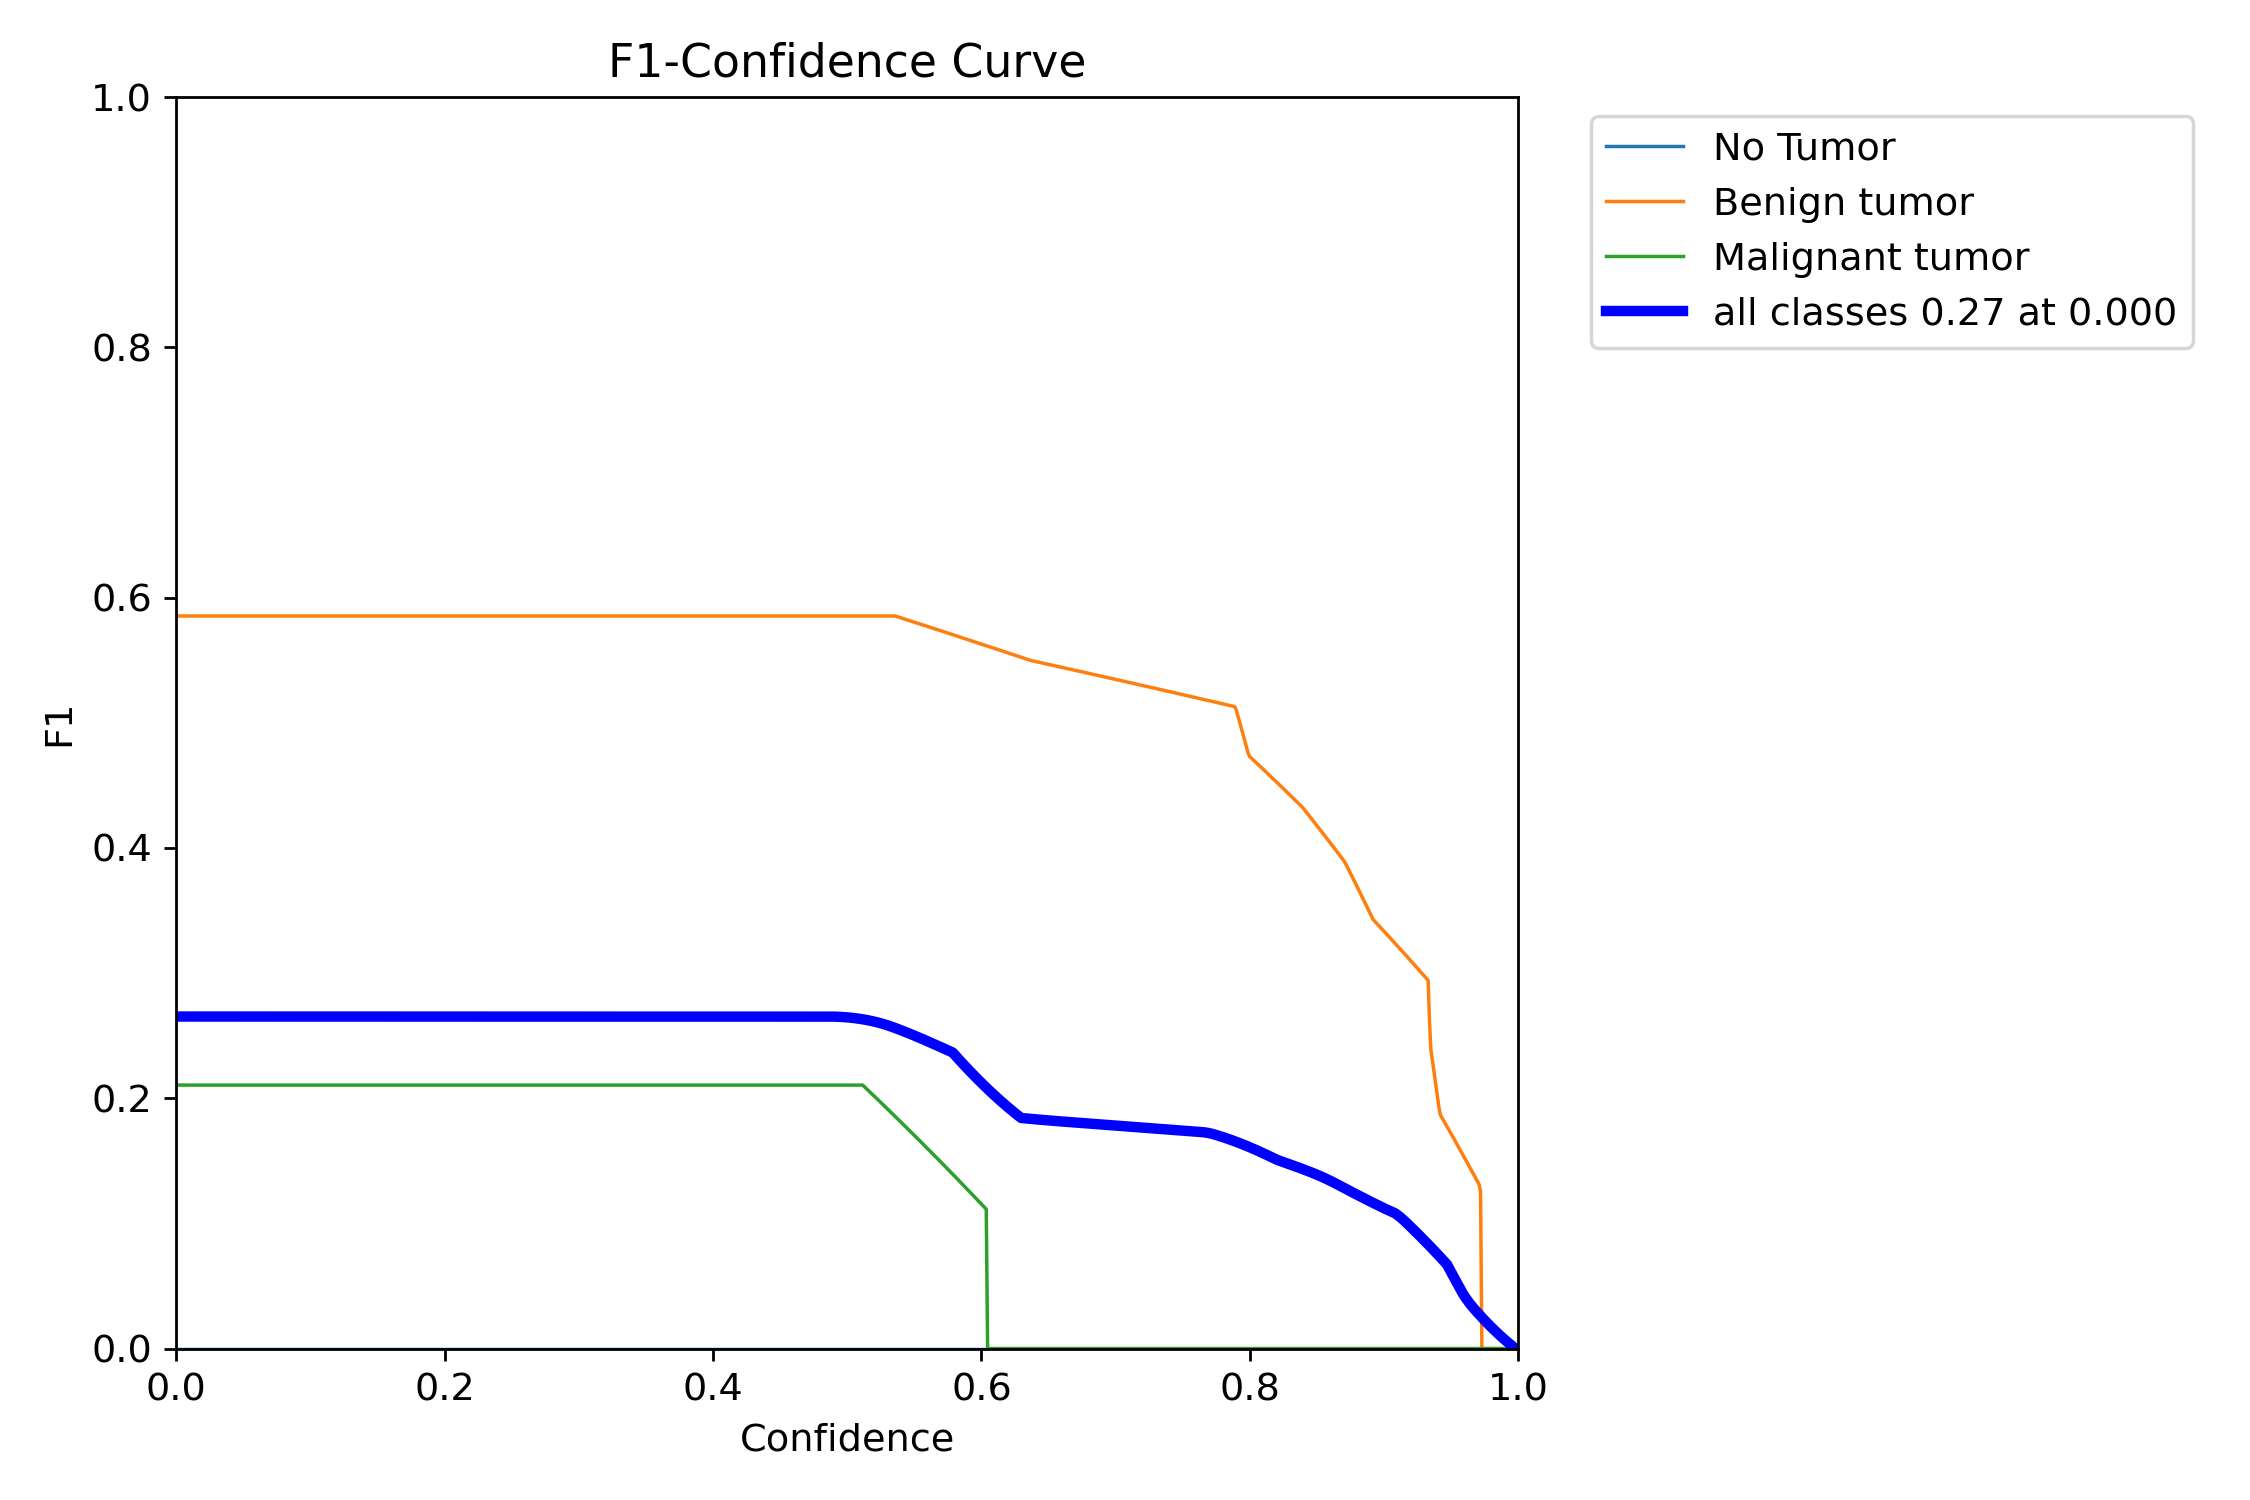 F1-Confidence Curve
1.0
0.8
0.6
0.4
0.2
0.0
F1
0.0 0.2 0.4 0.6 0.8 1.0
Confidence
No Tumor
Benign tumor
Malignant tumor
all classes 0.27 at 0.000